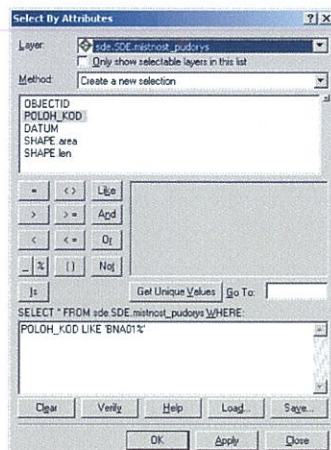 Select By Attributes
Layer: sde.SDE.mistnost_pudorys
Only show selectable layers in this list
Method: Create a new selection
OBJECTID
POLOH_KOD
DATUM
SHAPE.area
SHAPE.len
= <> Like
> >= And
< <= Or
_ % () Not
Is Get Unique Values Go To:
SELECT * FROM sde.SDE.mistnost_pudorys WHERE:
POLOH_KOD LIKE 'BNA01%'
Clear Verify Help Load... Save...
OK Apply Close